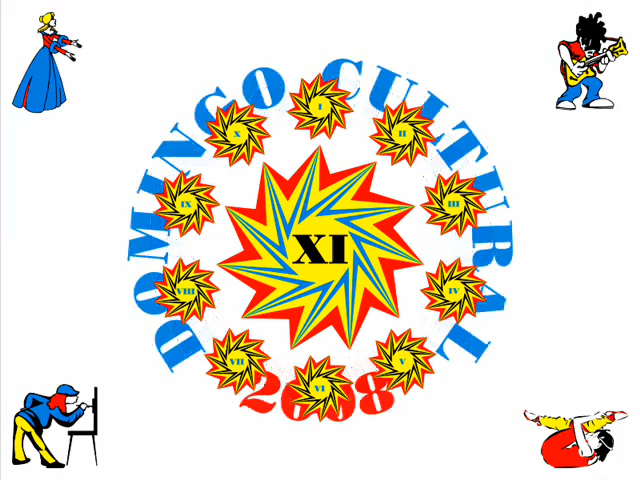 DOMINGO CULTURAL
I
II
III
IV
V
VI
VII
VIII
IX
X
XI
2008